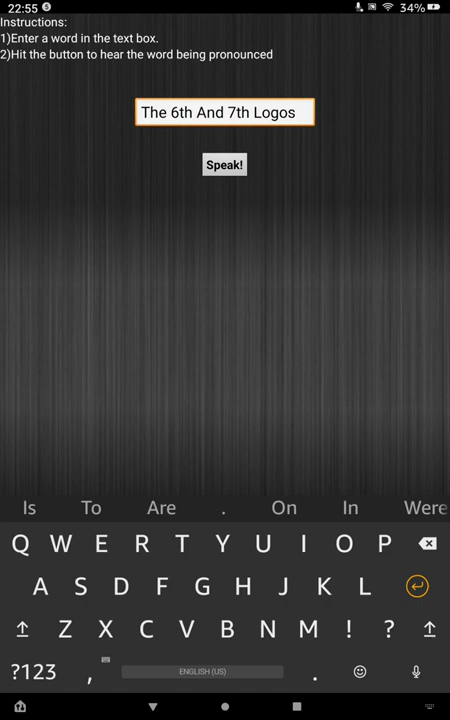 22:55 34%
Instructions:
1)Enter a word in the text box.
2)Hit the button to hear the word being pronounced
The 6th And 7th Logos
Speak!
Is To Are . On In Were
Q W E R T Y U I O P
A S D F G H J K L
Z X C V B N M ! ?
?123 , ENGLISH (US) .